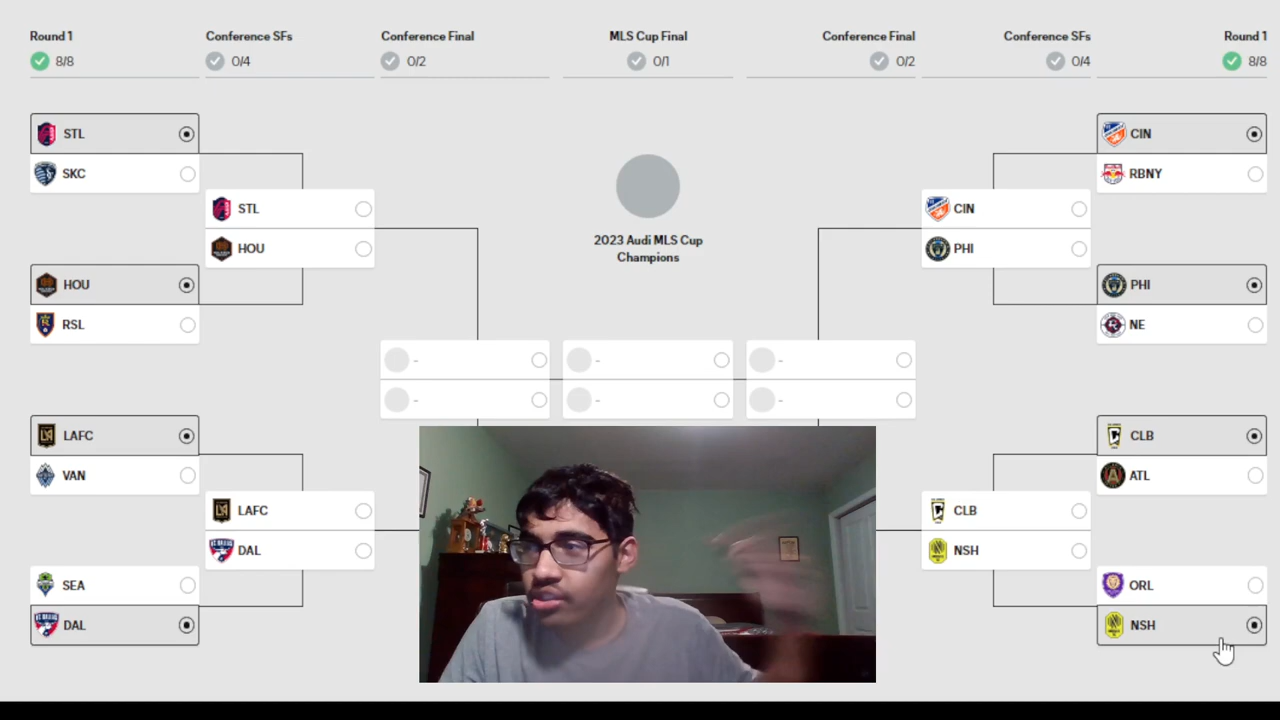 Round 1
8/8
Conference SFs
0/4
Conference Final
0/2
MLS Cup Final
0/1
Conference Final
0/2
Conference SFs
0/4
Round 1
8/8
STL
SKC
HOU
RSL
LAFC
VAN
SEA
DAL
STL
HOU
LAFC
DAL
-
-
2023 Audi MLS Cup
Champions
-
-
-
-
CIN
PHI
CLB
NSH
CIN
RBNY
PHI
NE
CLB
ATL
ORL
NSH